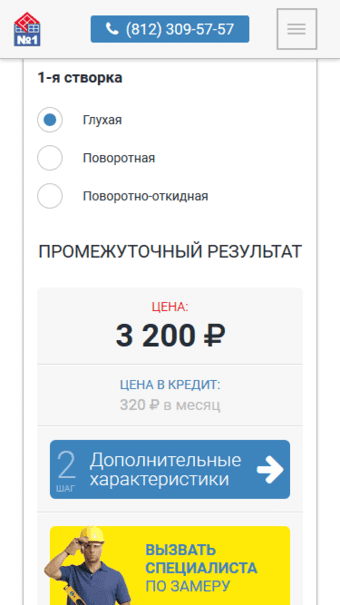 №1
(812) 309-57-57
1-я створка
Глухая
Поворотная
Поворотно-откидная
ПРОМЕЖУТОЧНЫЙ РЕЗУЛЬТАТ
ЦЕНА:
3 200 ₽
ЦЕНА В КРЕДИТ:
320 ₽ в месяц
2
ШАГ
Дополнительные
характеристики
ВЫЗВАТЬ
СПЕЦИАЛИСТА
ПО ЗАМЕРУ